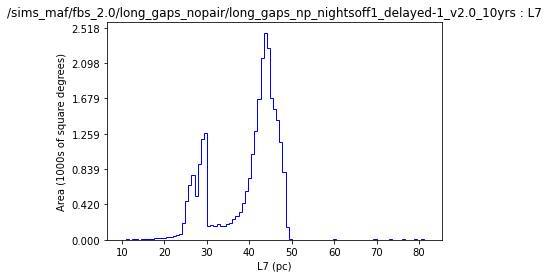 /sims_maf/fbs_2.0/long_gaps_nopair/long_gaps_np_nightsoff1_delayed-1_v2.0_10yrs : L7
2.518
2.098
1.679
1.259
0.839
0.420
0.000
Area (1000s of square degrees)
10 20 30 40 50 60 70 80
L7 (pc)